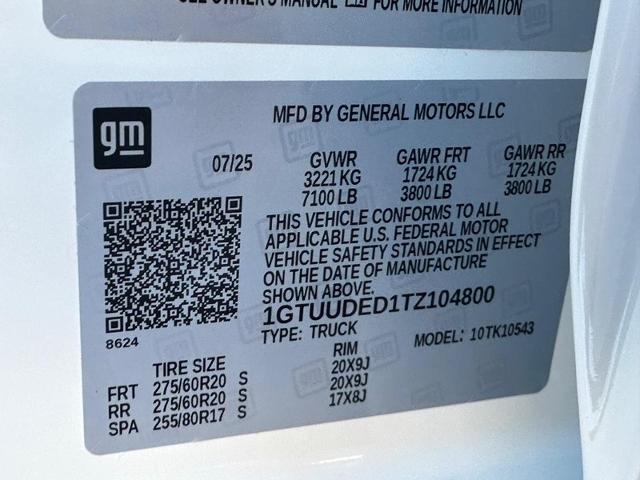 SEE OWNER'S MANUAL FOR MORE INFORMATION
gm
MFD BY GENERAL MOTORS LLC
07/25 GVWR GAWR FRT GAWR RR
3221 KG 1724 KG 1724 KG
7100 LB 3800 LB 3800 LB
THIS VEHICLE CONFORMS TO ALL
APPLICABLE U.S. FEDERAL MOTOR
VEHICLE SAFETY STANDARDS IN EFFECT
ON THE DATE OF MANUFACTURE
SHOWN ABOVE.
1GTUUDED1TZ104800
8624
TYPE: TRUCK MODEL: 10TK10543
TIRE SIZE RIM
FRT 275/60R20 S 20X9J
RR 275/60R20 S 20X9J
SPA 255/80R17 S 17X8J